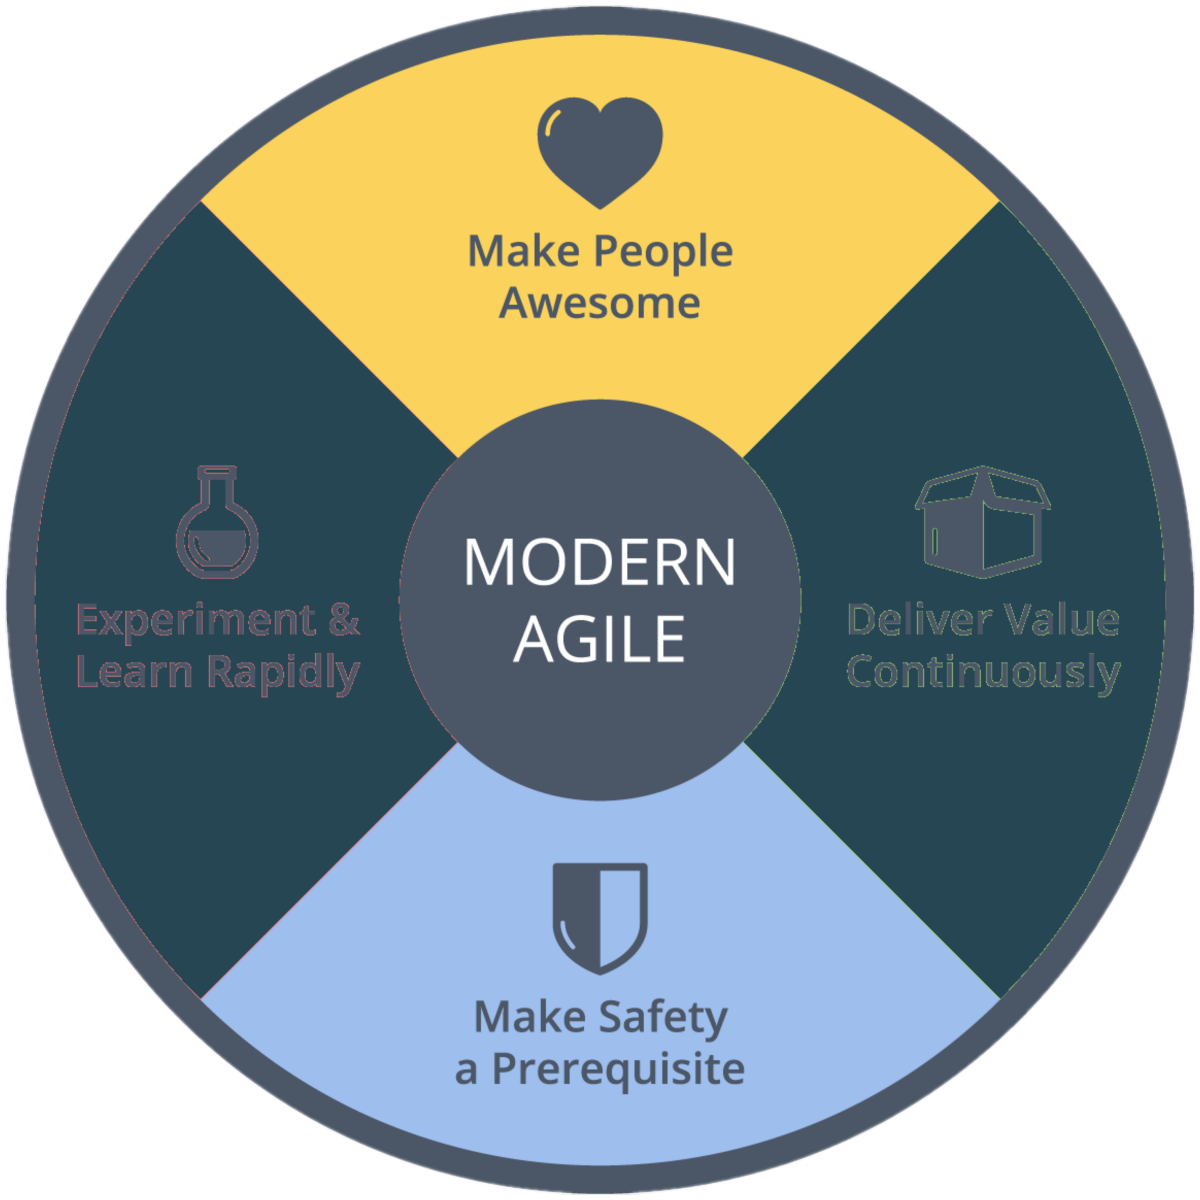 Make People
Awesome
Experiment &
Learn Rapidly
MODERN
AGILE
Deliver Value
Continuously
Make Safety
a Prerequisite